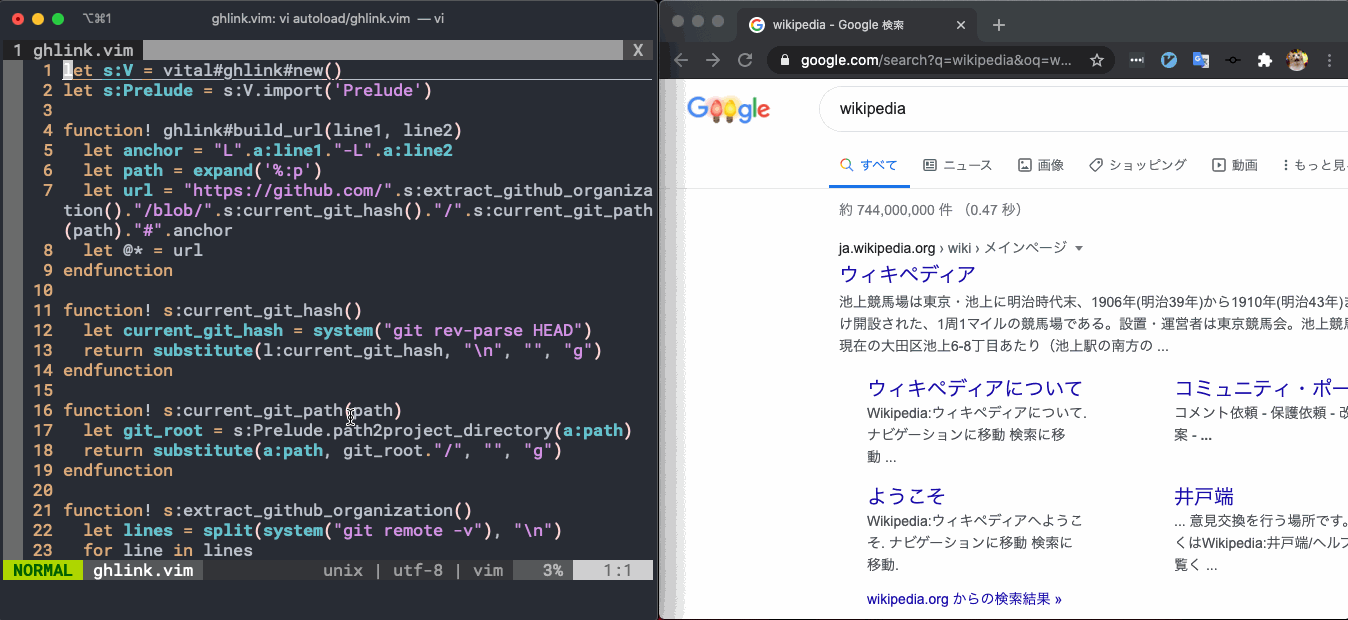 ⌥⌘1 ghlink.vim: vi autoload/ghlink.vim — vi
1 ghlink.vim X
1 let s:V = vital#ghlink#new()
2 let s:Prelude = s:V.import('Prelude')
3
4 function! ghlink#build_url(line1, line2)
5 let anchor = "L".a:line1."-L".a:line2
6 let path = expand('%:p')
7 let url = "https://github.com/".s:extract_github_organiza
tion()."/blob/".s:current_git_hash()."/".s:current_git_path
(path)."#".anchor
8 let @* = url
9 endfunction
10
11 function! s:current_git_hash()
12 let current_git_hash = system("git rev-parse HEAD")
13 return substitute(l:current_git_hash, "\n", "", "g")
14 endfunction
15
16 function! s:current_git_path(path)
17 let git_root = s:Prelude.path2project_directory(a:path)
18 return substitute(a:path, git_root."/", "", "g")
19 endfunction
20
21 function! s:extract_github_organization()
22 let lines = split(system("git remote -v"), "\n")
23 for line in lines
NORMAL ghlink.vim unix | utf-8 | vim 3% 1:1
wikipedia - Google 検索
google.com/search?q=wikipedia&oq=w...
Google wikipedia
すべて ニュース 画像 ショッピング 動画 もっと見
約 744,000,000 件 （0.47 秒）
ja.wikipedia.org › wiki › メインページ
ウィキペディア
池上競馬場は東京・池上に明治時代末、1906年(明治39年)から1910年(明治43年)
け開設された、1周1マイルの競馬場である。設置・運営者は東京競馬会。池上競
現在の大田区池上6-8丁目あたり（池上駅の南方の ...
ウィキペディアについて
Wikipedia:ウィキペディアについて.
ナビゲーションに移動 検索に移
動 ...
コミュニティ・ポー
コメント依頼 - 保護依頼 -
案 - ...
ようこそ
Wikipedia:ウィキペディアへようこ
そ. ナビゲーションに移動 検索に
移動.
井戸端
... 意見交換を行う場所です。
くはWikipedia:井戸端/ヘルプ
覧く ...
wikipedia.org からの検索結果 »